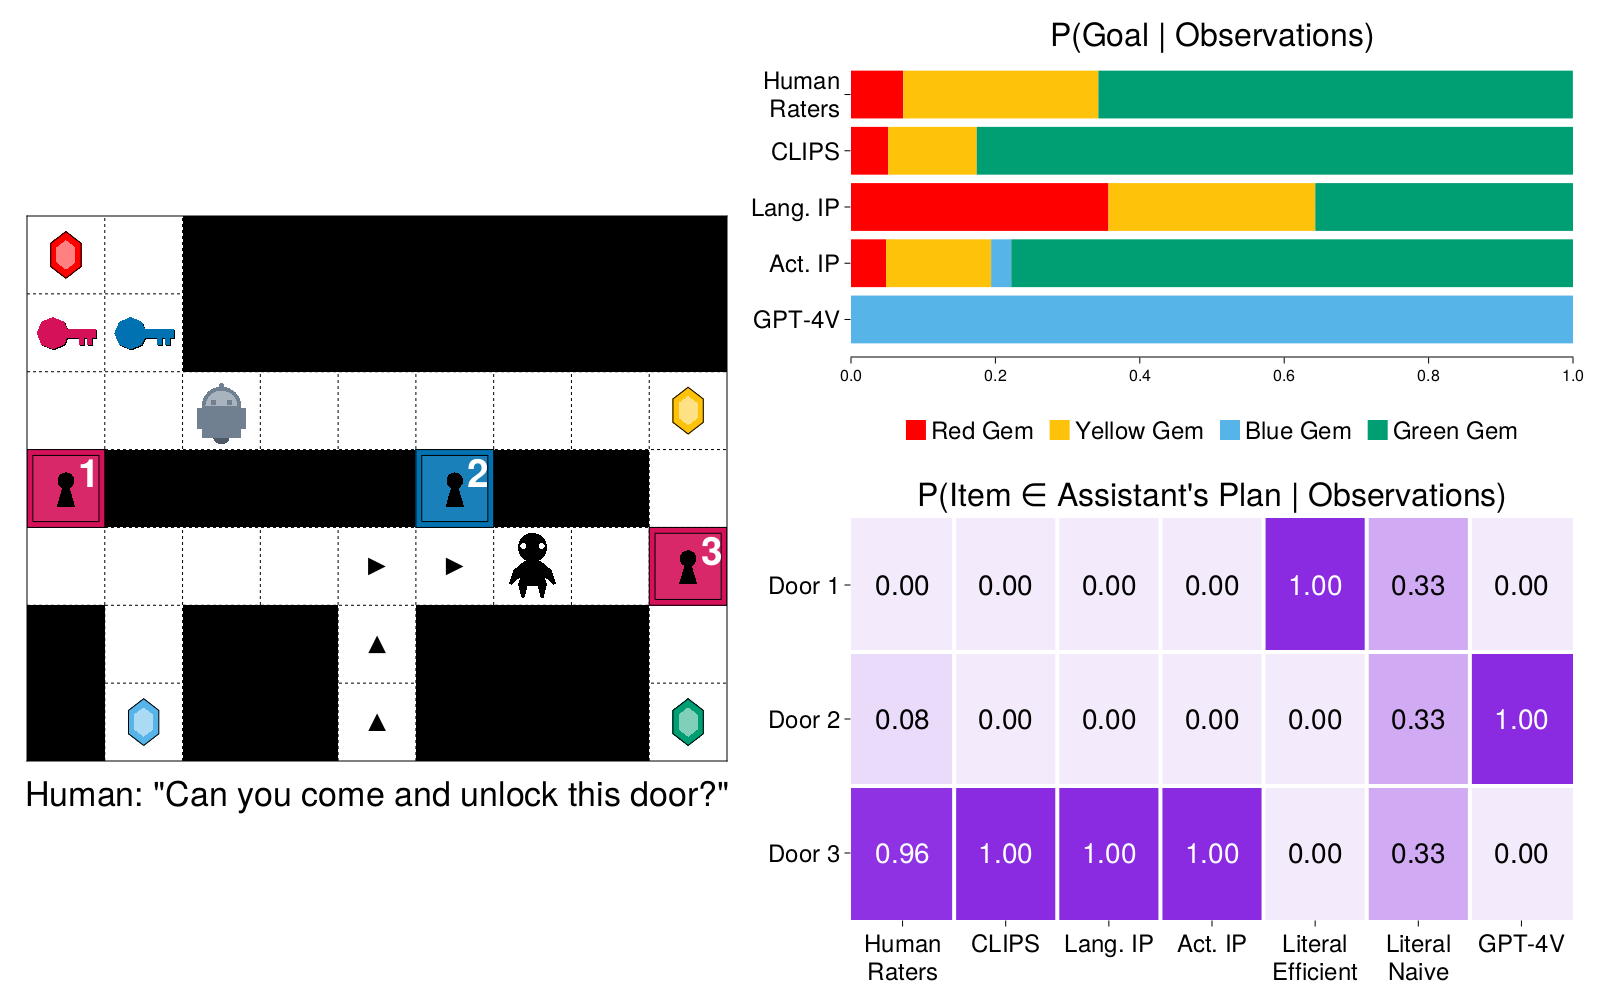 1
2
3
Human: "Can you come and unlock this door?"
P(Goal | Observations)
Human
Raters
CLIPS
Lang. IP
Act. IP
GPT-4V
0.0 0.2 0.4 0.6 0.8 1.0
Red Gem Yellow Gem Blue Gem Green Gem
P(Item ∈ Assistant's Plan | Observations)
Door 1 0.00 0.00 0.00 0.00 1.00 0.33 0.00
Door 2 0.08 0.00 0.00 0.00 0.00 0.33 1.00
Door 3 0.96 1.00 1.00 1.00 0.00 0.33 0.00
Human CLIPS Lang. IP Act. IP Literal Literal GPT-4V
Raters Efficient Naive